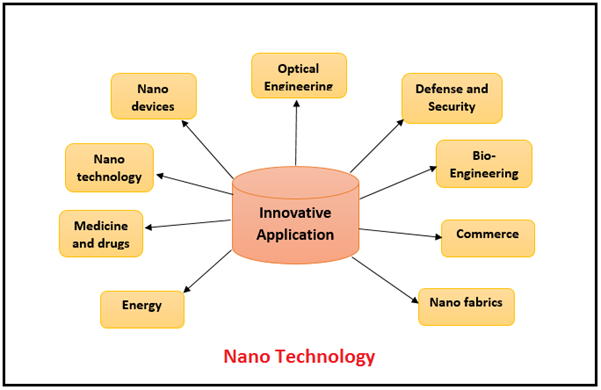 Optical
Engineering
Nano
devices
Defense and
Security
Nano
technology
Bio-
Engineering
Innovative
Application
Medicine
and drugs
Commerce
Energy
Nano fabrics
Nano Technology